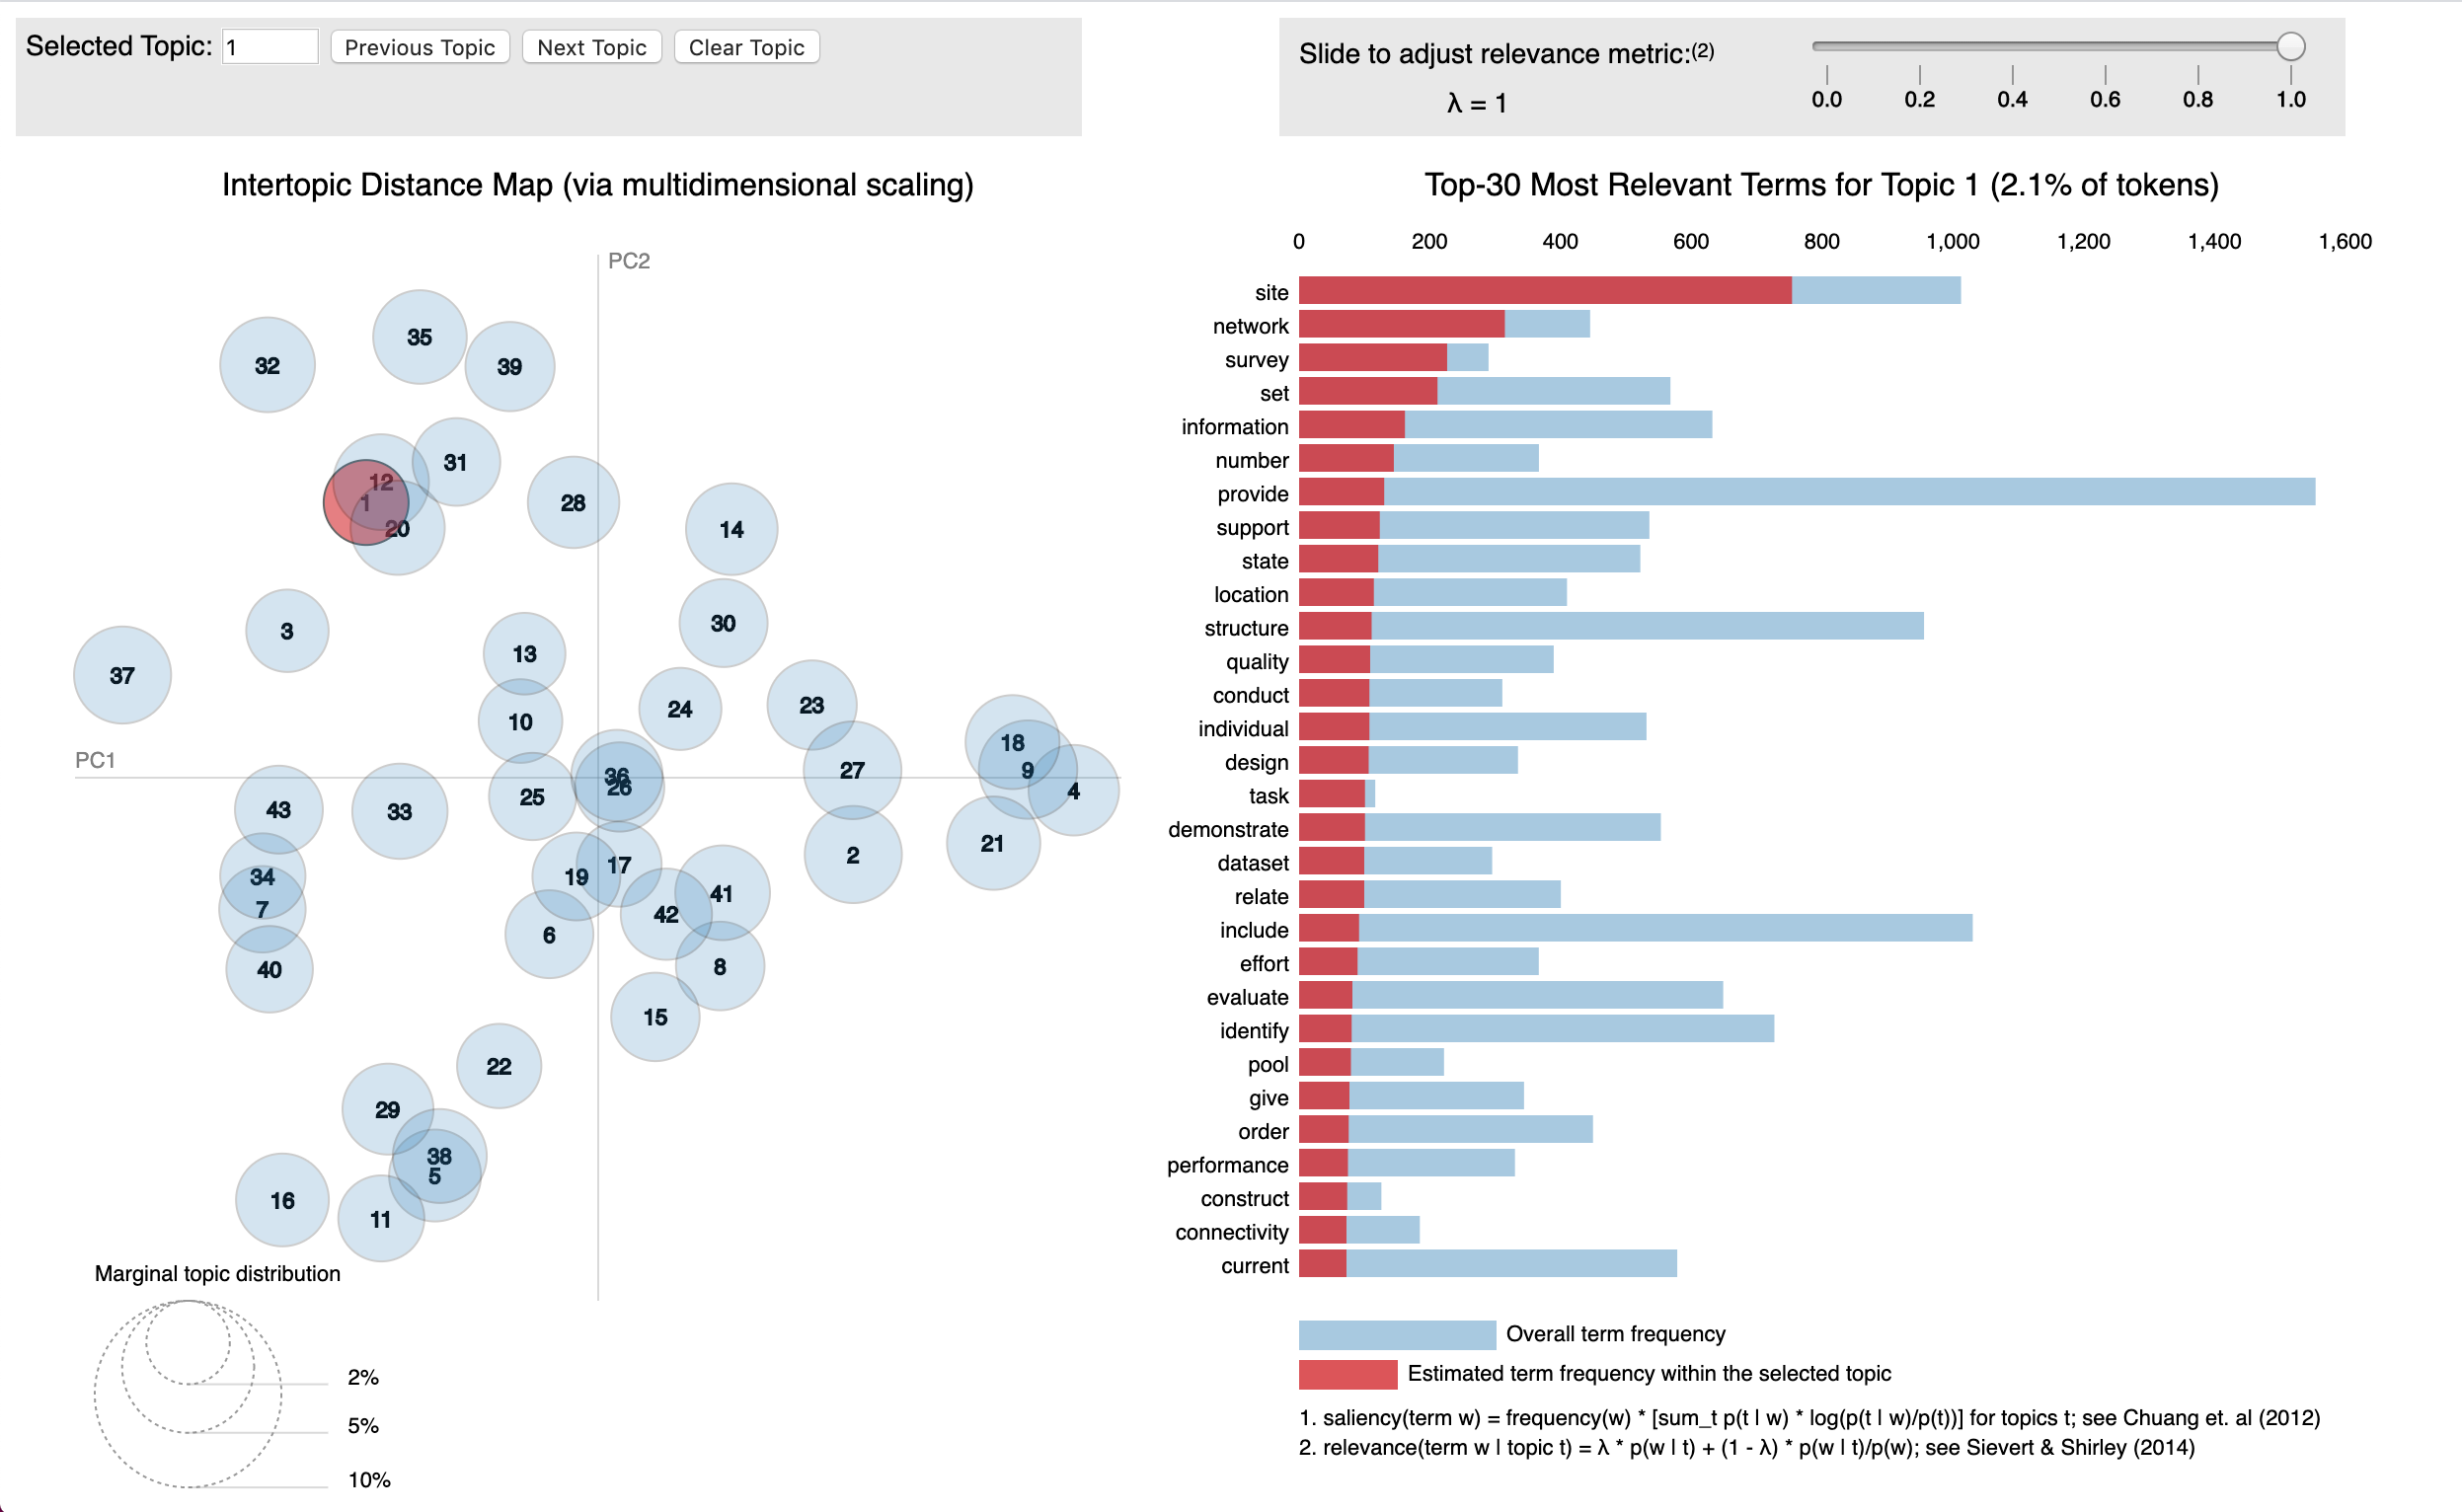 Selected Topic: 1 Previous Topic Next Topic Clear Topic
Slide to adjust relevance metric:(2)
λ = 1
0.0 0.2 0.4 0.6 0.8 1.0
Intertopic Distance Map (via multidimensional scaling)
PC2
35
32
39
31
12
1
28
20
14
3
30
13
37
24
23
10
18
PC1
36
9
27
26
4
25
43
33
21
2
17
34
19
41
7
42
6
8
40
15
22
29
38
5
16
11
Marginal topic distribution
2%
5%
10%
Top-30 Most Relevant Terms for Topic 1 (2.1% of tokens)
0 200 400 600 800 1,000 1,200 1,400 1,600
site
network
survey
set
information
number
provide
support
state
location
structure
quality
conduct
individual
design
task
demonstrate
dataset
relate
include
effort
evaluate
identify
pool
give
order
performance
construct
connectivity
current
Overall term frequency
Estimated term frequency within the selected topic
1. saliency(term w) = frequency(w) * [sum_t p(t | w) * log(p(t | w)/p(t))] for topics t; see Chuang et. al (2012)
2. relevance(term w | topic t) = λ * p(w | t) + (1 - λ) * p(w | t)/p(w); see Sievert & Shirley (2014)